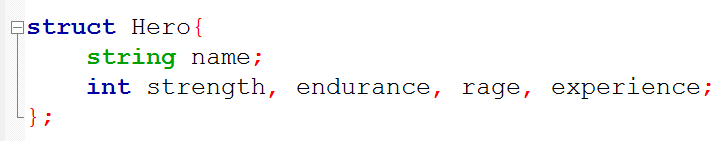 struct Hero{
    string name;
    int strength, endurance, rage, experience;
};